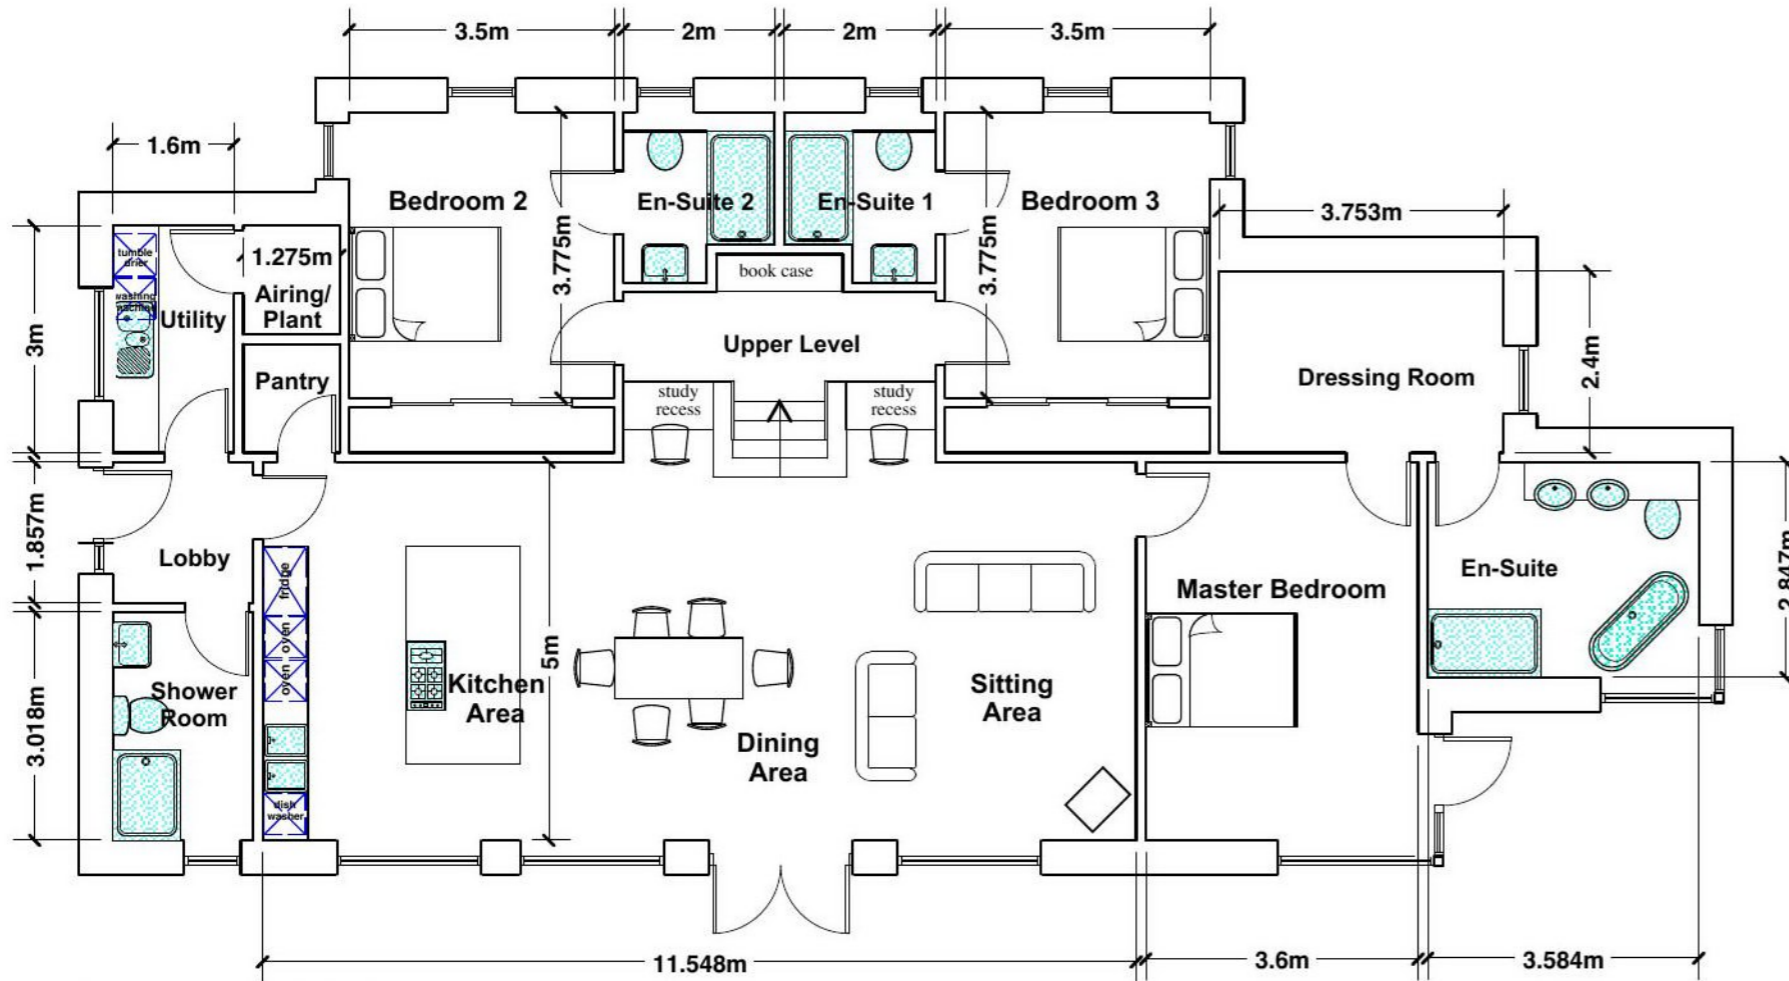 3.5m
2m
2m
3.5m
1.6m
Bedroom 2
En-Suite 2
En-Suite 1
Bedroom 3
3.775m
3.775m
3.753m
tumble
drier
washing
machine
1.275m
Airing/
Plant
Utility
3m
book case
Upper Level
Pantry
study
recess
study
recess
Dressing Room
2.4m
1.857m
Lobby
fridge
oven
oven
5m
Master Bedroom
En-Suite
2.847m
3.018m
Shower
Room
Kitchen
Area
Sitting
Area
Dining
Area
dish
washer
11.548m
3.6m
3.584m